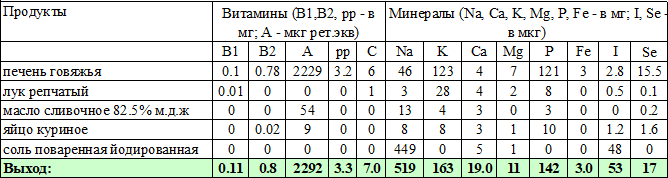 Продукты Витамины (В1,В2, рр - в Минералы (Na, Ca, K, Mg, P, Fe - в мг; I, Se -
мг; А - мкг рет.экв) в мкг)
В1 В2 А рр С Na K Ca Mg P Fe I Se
печень говяжья 0.1 0.78 2229 3.2 6 46 123 4 7 121 3 2.8 15.5
лук репчатый 0.01 0 0 0 1 3 28 4 2 8 0 0.5 0.1
масло сливочное 82.5% м.д.ж 0 0 54 0 0 13 4 3 0 3 0 0 0.2
яйцо куриное 0 0.02 9 0 0 8 8 3 1 10 0 1.2 1.6
соль поваренная йодированная 0 0 0 0 0 449 0 5 1 0 0 48 0
Выход: 0.11 0.8 2292 3.3 7.0 519 163 19.0 11 142 3.0 53 17